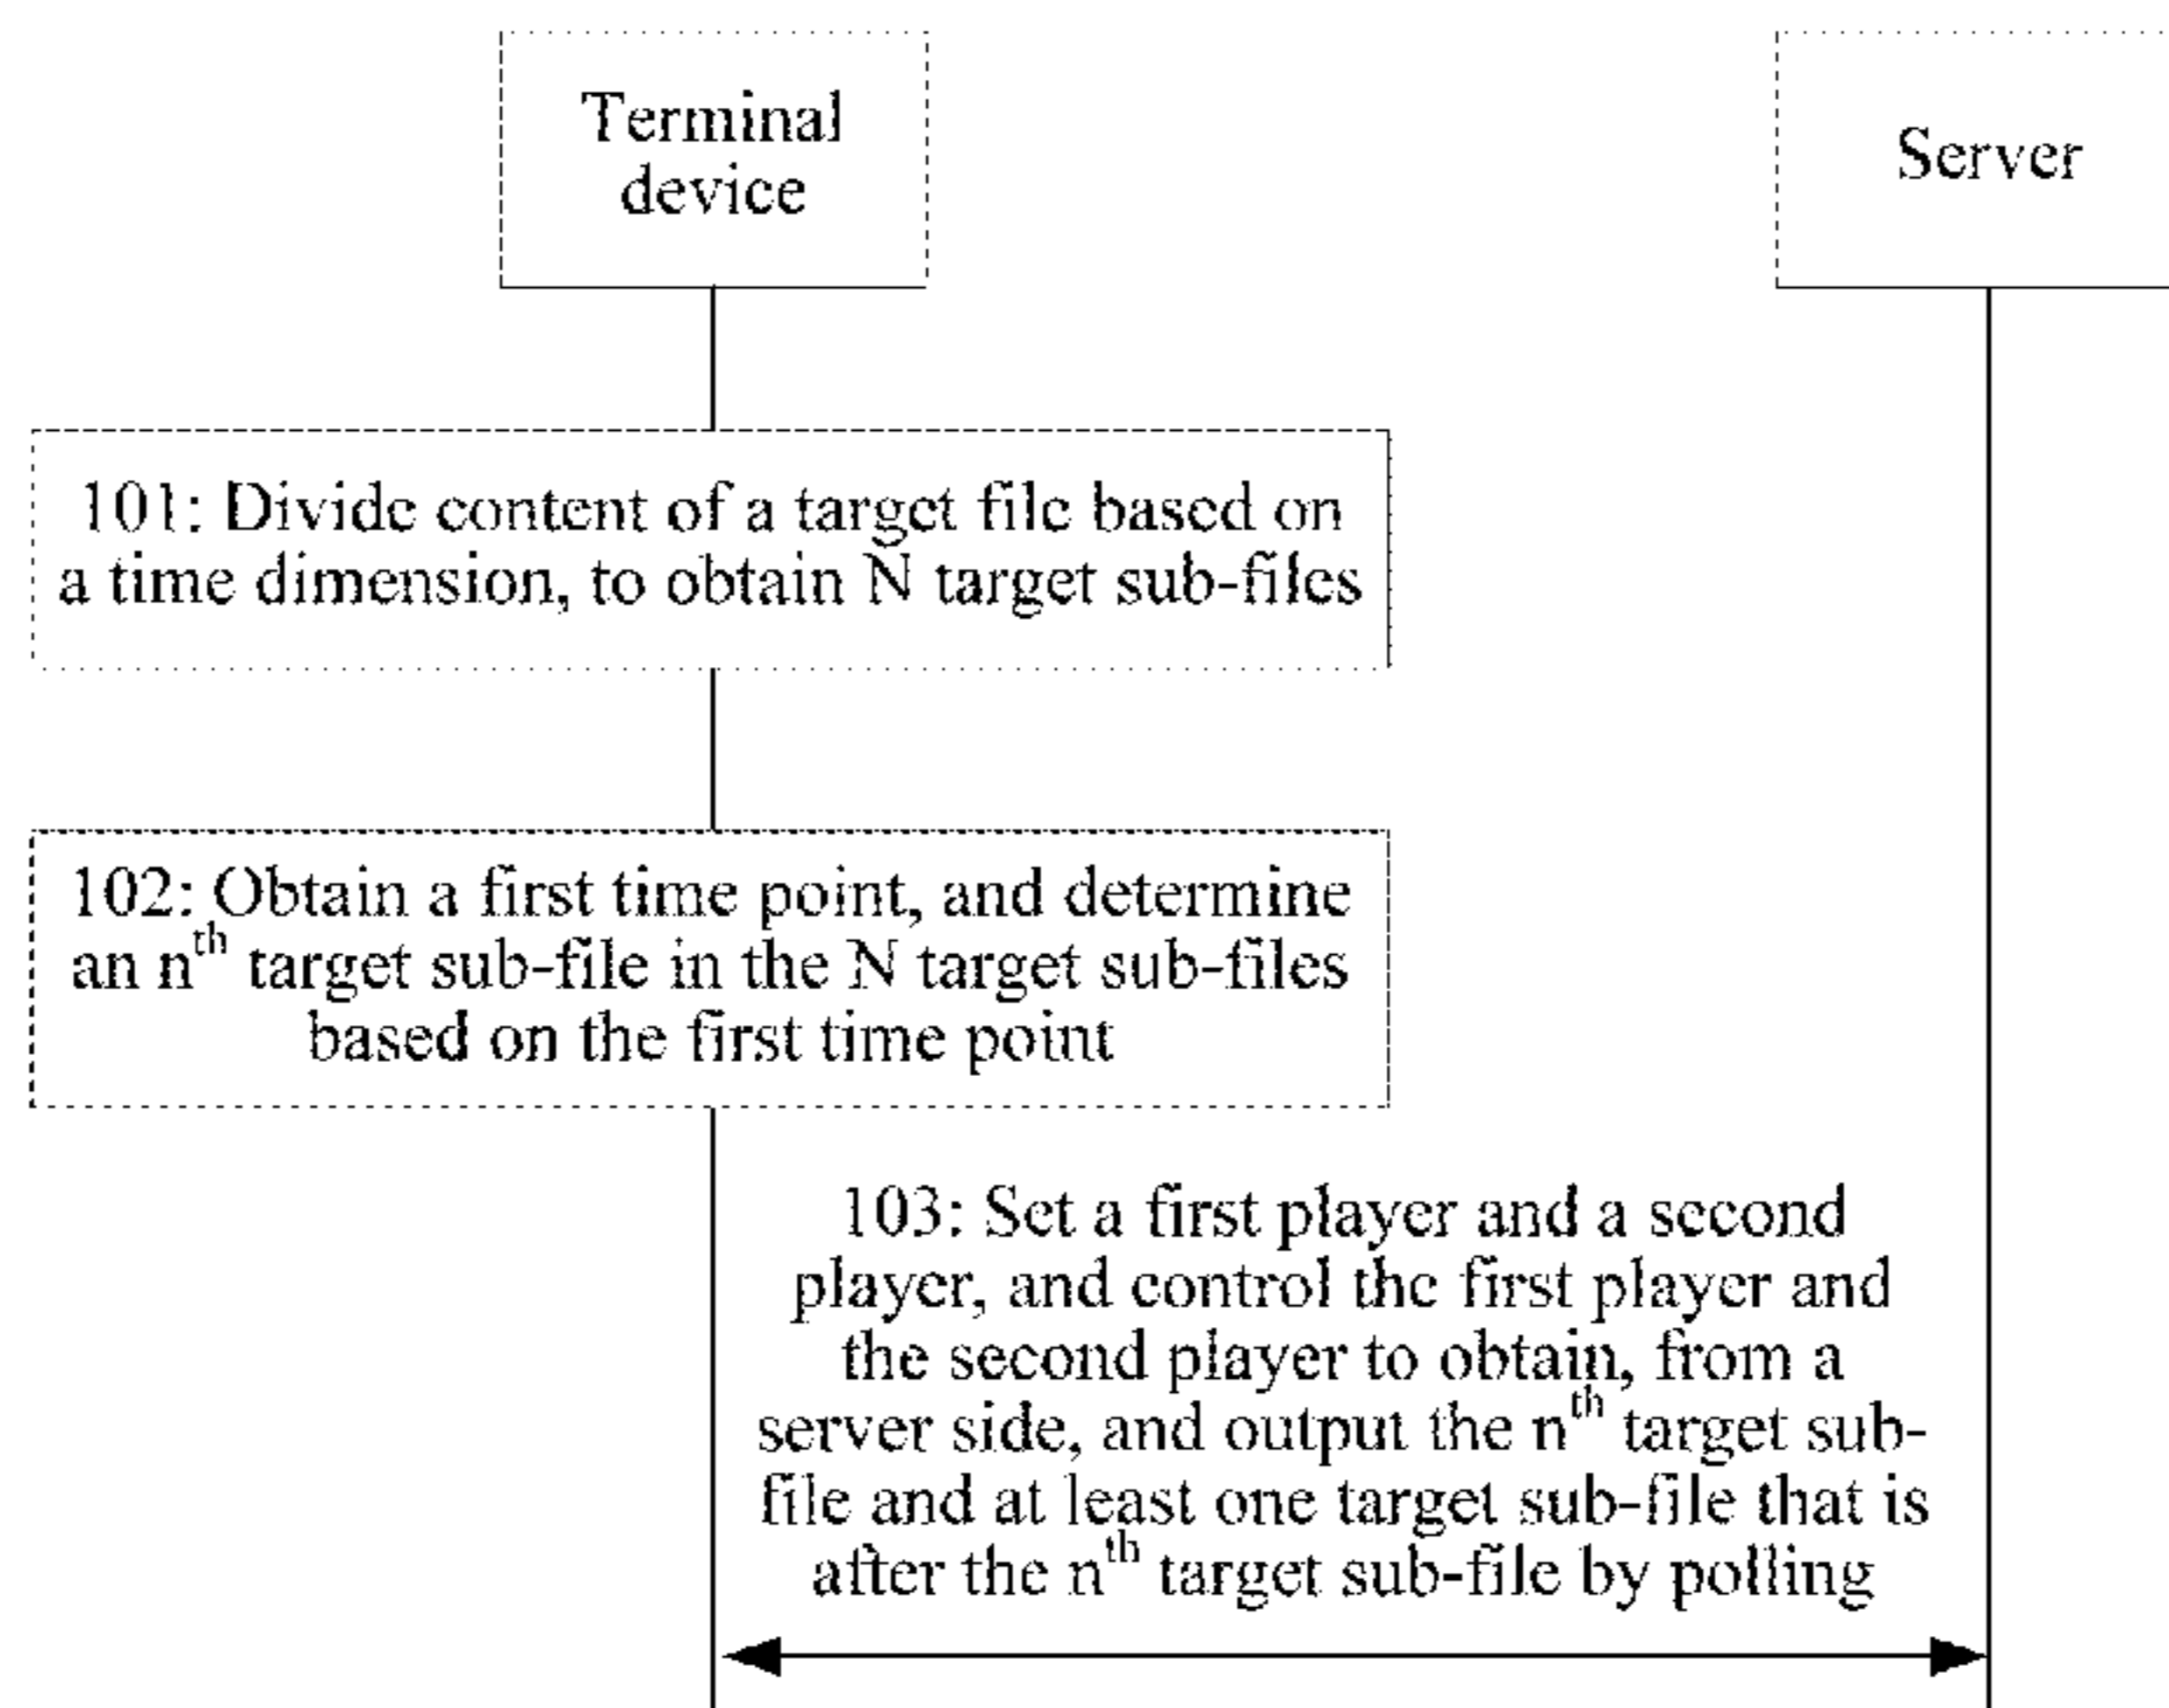 Terminal
device
Server
101: Divide content of a target file based on
a time dimension, to obtain N target sub-files
102: Obtain a first time point, and determine
an nth target sub-file in the N target sub-files
based on the first time point
103: Set a first player and a second
player, and control the first player and
the second player to obtain, from a
server side, and output the nth target sub-
file and at least one target sub-file that is
after the nth target sub-file by polling